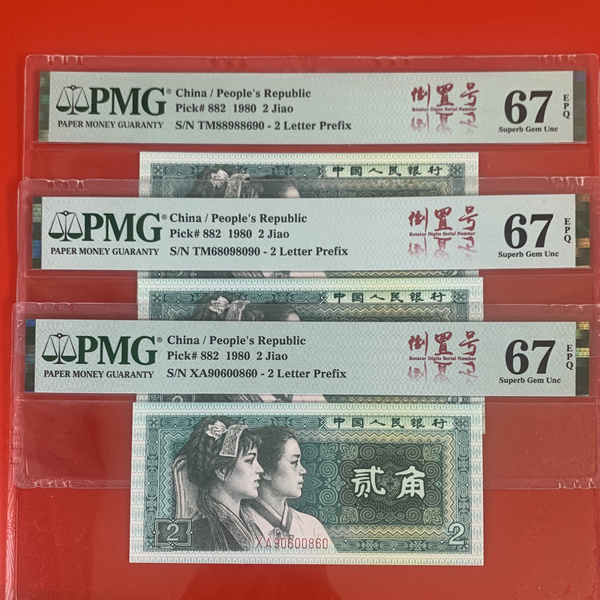 PMG®
PAPER MONEY GUARANTY
China / People's Republic
Pick# 882 1980 2 Jiao
S/N TM88988690 - 2 Letter Prefix
倒置号
Rotator Digits Serial Number
67
EPQ
Superb Gem Unc
中国人民银行
PMG®
PAPER MONEY GUARANTY
China / People's Republic
Pick# 882 1980 2 Jiao
S/N TM68098090 - 2 Letter Prefix
倒置号
Rotator Digits Serial Number
67
EPQ
Superb Gem Unc
中国人民银行
PMG®
PAPER MONEY GUARANTY
China / People's Republic
Pick# 882 1980 2 Jiao
S/N XA90600860 - 2 Letter Prefix
倒置号
Rotator Digits Serial Number
67
EPQ
Superb Gem Unc
中国人民银行
贰角
2
XA90600860
2